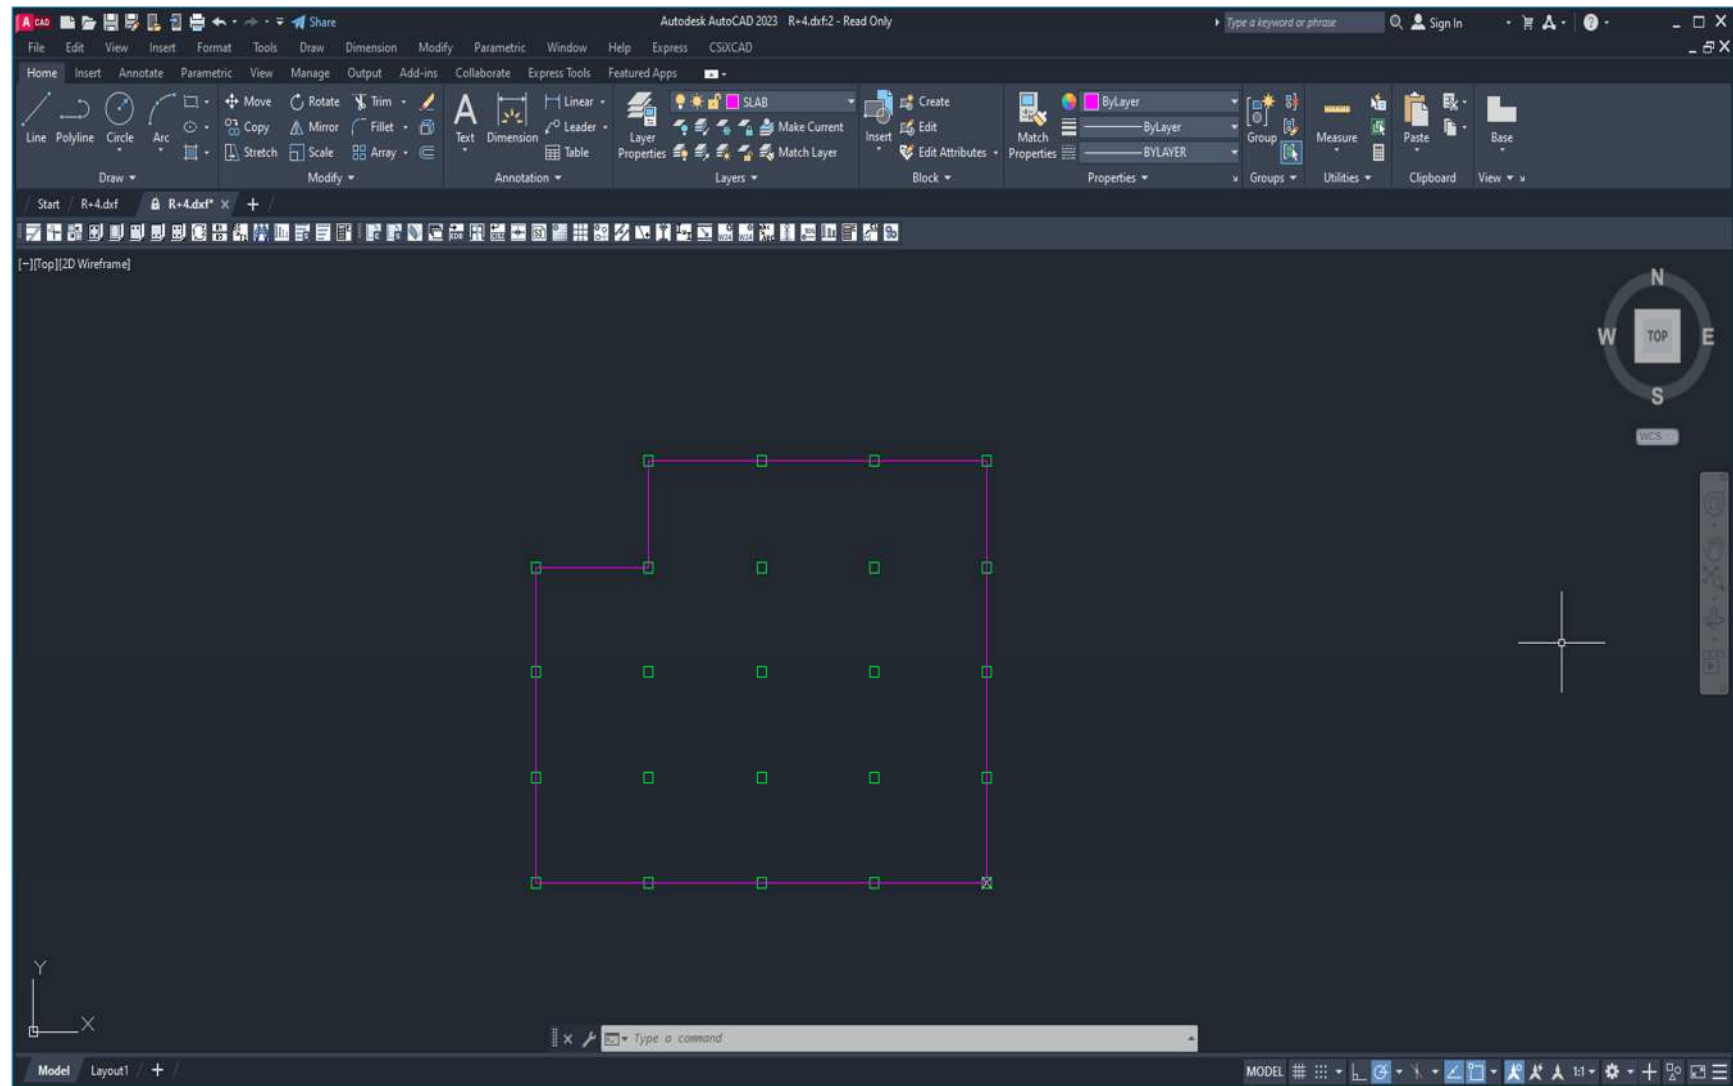 A CAD Share Autodesk AutoCAD 2023 R+4.dxf:2 - Read Only Type a keyword or phrase Sign In
File Edit View Insert Format Tools Draw Dimension Modify Parametric Window Help Express CSiXCAD
Home Insert Annotate Parametric View Manage Output Add-ins Collaborate Express Tools Featured Apps
Move Rotate Trim Linear SLAB Create ByLayer
Line Polyline Circle Arc Copy Mirror Fillet Text Dimension Leader Layer Properties Make Current Insert Edit Match Properties ByLayer Group Measure Paste Base
Stretch Scale Array Table Match Layer Edit Attributes BYLAYER
Draw Modify Annotation Layers Block Properties Groups Utilities Clipboard View
Start R+4.dxf R+4.dxf*
[−][Top][2D Wireframe]
N
W TOP E
S
WCS
Y
X
Type a command
Model Layout1 MODEL 1:1